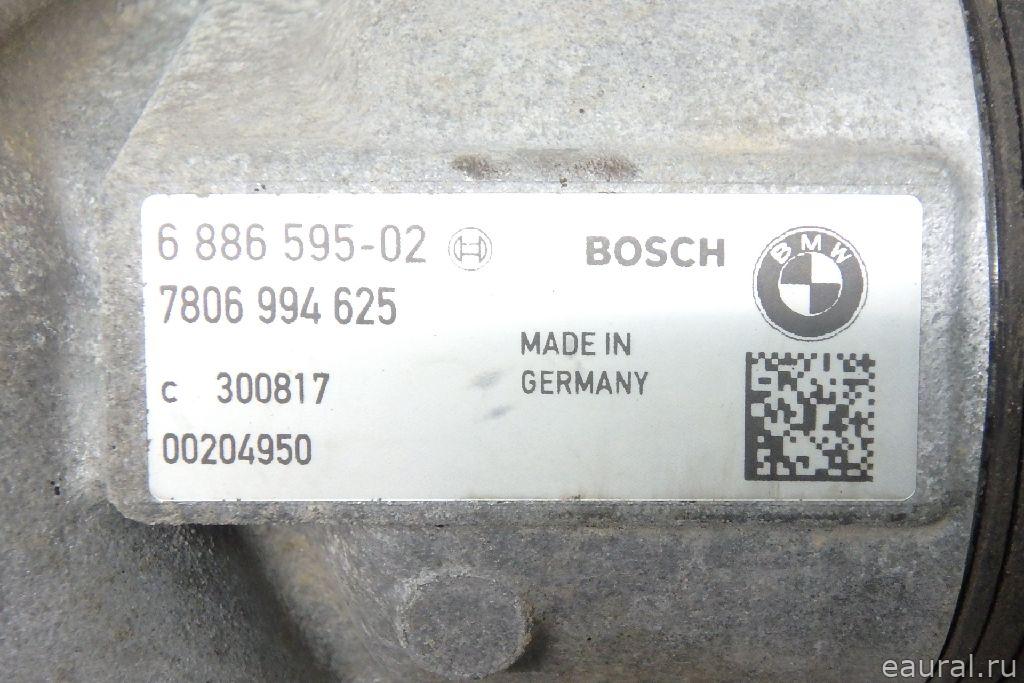 6 886 595-02
BOSCH
BMW
7806 994 625
MADE IN
GERMANY
c 300817
00204950
eaural.ru